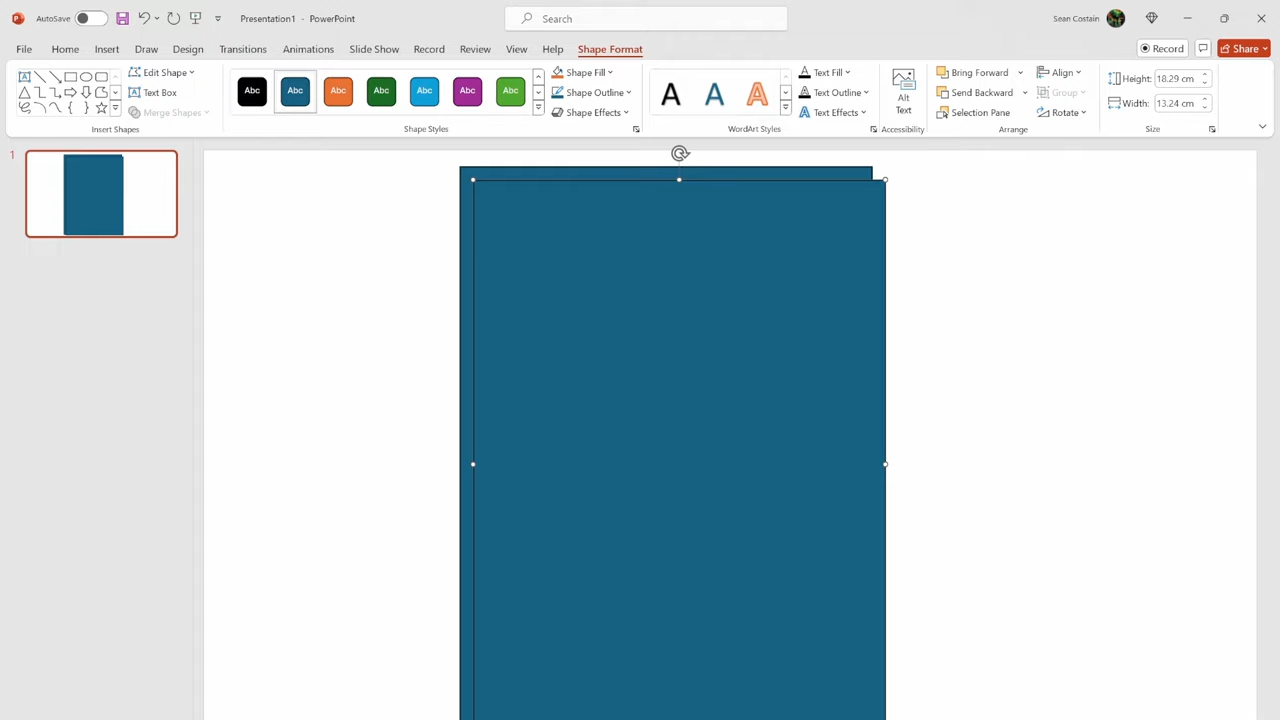 AutoSave
Presentation1 - PowerPoint
Search
Sean Costain
File Home Insert Draw Design Transitions Animations Slide Show Record Review View Help Shape Format
Record
Share
Edit Shape
Text Box
Merge Shapes
Insert Shapes
Abc Abc Abc Abc Abc Abc Abc
Shape Fill
Shape Outline
Shape Effects
Shape Styles
A A A
Text Fill
Text Outline
Text Effects
WordArt Styles
Alt
Text
Accessibility
Bring Forward
Send Backward
Selection Pane
Align
Group
Rotate
Arrange
Height: 18.29 cm
Width: 13.24 cm
Size
1